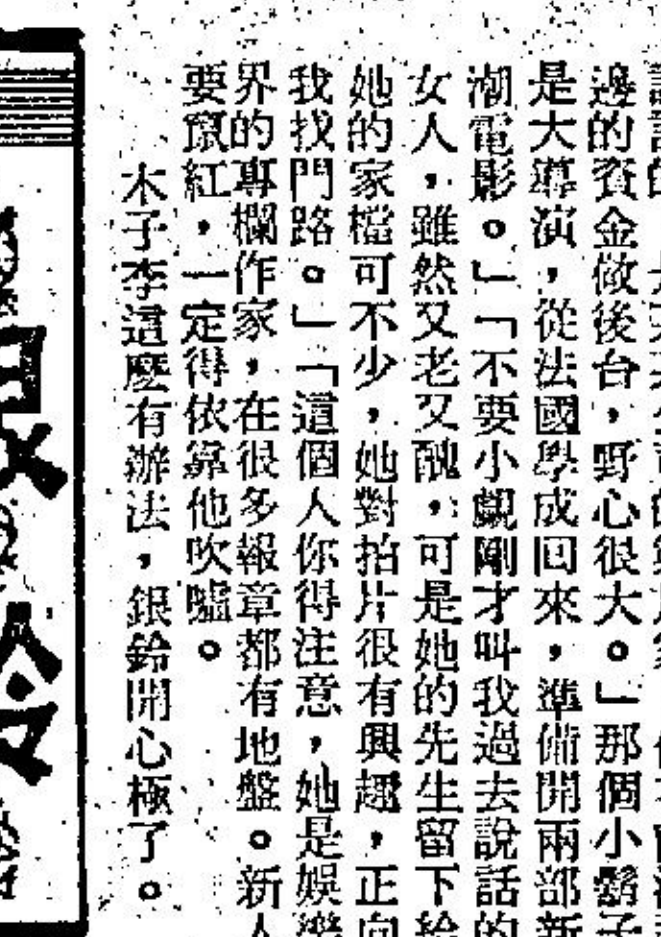 邊的資金做後台，野心很大。」那個小鬍子
是大導演，從法國學成回來，準備開兩部新
潮電影。」「不要小覷剛才叫我過去說話的
女人，雖然又老又醜，可是她的先生留下給
她的家檔可不少，她對拍片很有興趣，正向
我找門路。」「這個人你得注意，她是娛樂
界的專欄作家，在很多報章都有地盤。新人
要竄紅，一定得依靠他吹噓。
木子李這麼有辦法，銀鈴開心極了。
銀鈴